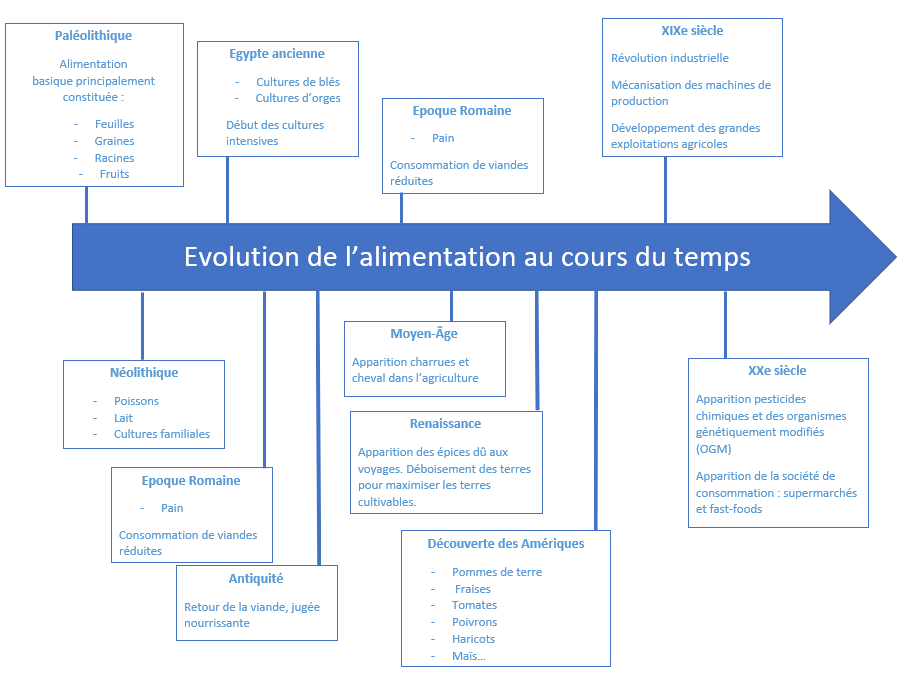 Paléolithique
Alimentation
basique principalement
constituée :
- Feuilles
- Graines
- Racines
- Fruits
Egypte ancienne
- Cultures de blés
- Cultures d’orges
Début des cultures
intensives
Epoque Romaine
- Pain
Consommation de viandes
réduites
XIXe siècle
Révolution industrielle
Mécanisation des machines de
production
Développement des grandes
exploitations agricoles
Evolution de l’alimentation au cours du temps
Néolithique
- Poissons
- Lait
- Cultures familiales
Epoque Romaine
- Pain
Consommation de viandes
réduites
Antiquité
Retour de la viande, jugée
nourrissante
Moyen-Âge
Apparition charrues et
cheval dans l’agriculture
Renaissance
Apparition des épices dû aux
voyages. Déboisement des terres
pour maximiser les terres
cultivables.
Découverte des Amériques
- Pommes de terre
- Fraises
- Tomates
- Poivrons
- Haricots
- Maïs…
XXe siècle
Apparition pesticides
chimiques et des organismes
génétiquement modifiés
(OGM)
Apparition de la société de
consommation : supermarchés
et fast-foods